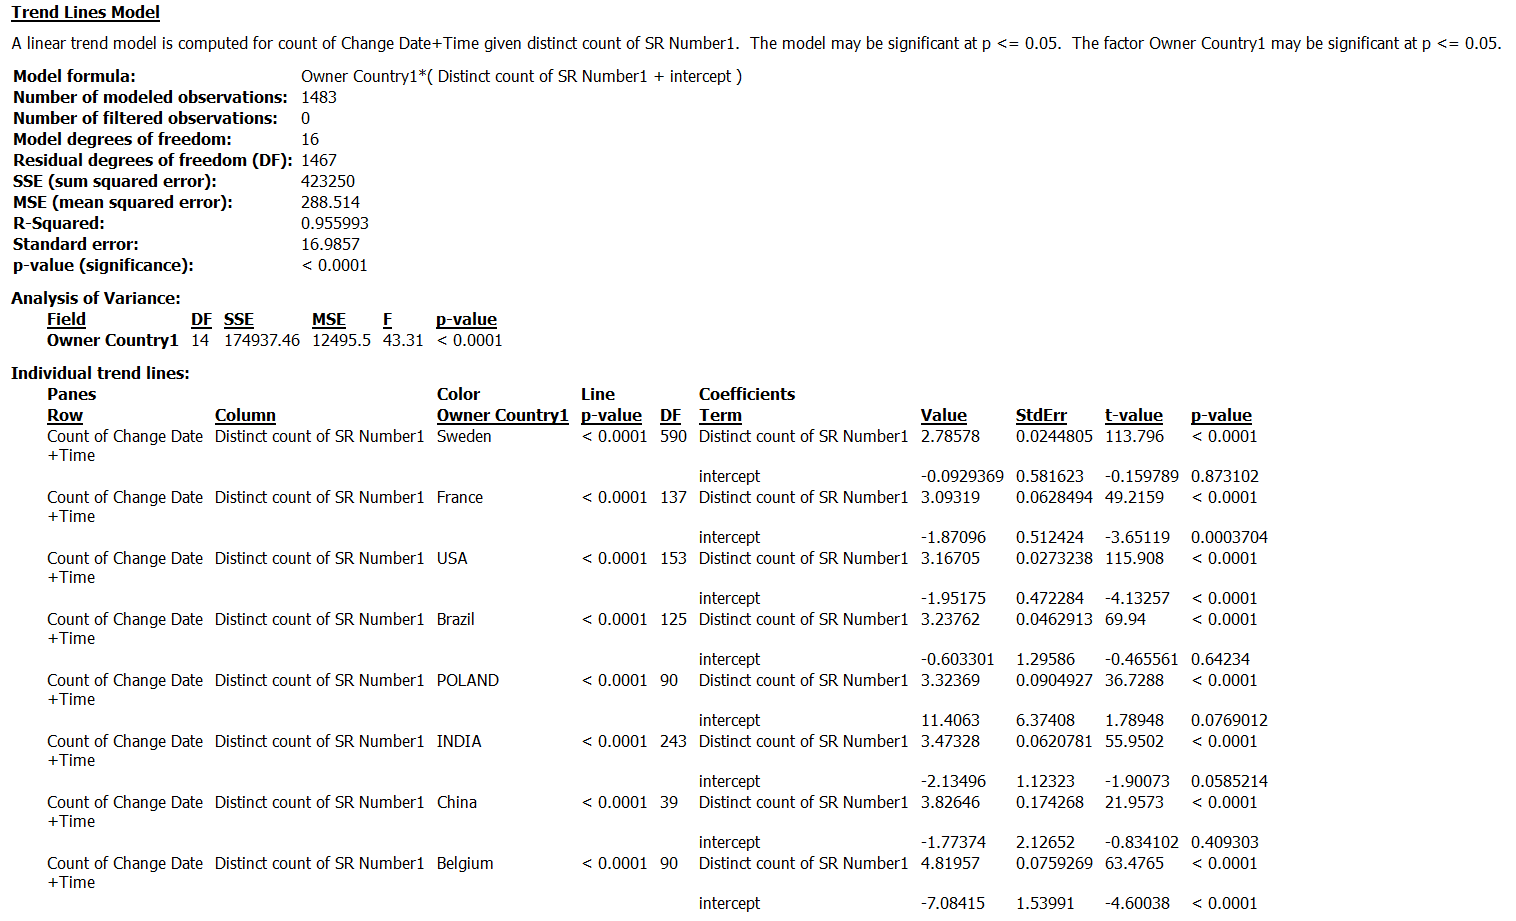 Trend Lines Model
A linear trend model is computed for count of Change Date+Time given distinct count of SR Number1.  The model may be significant at p <= 0.05.  The factor Owner Country1 may be significant at p <= 0.05.
Model formula: Owner Country1*( Distinct count of SR Number1 + intercept )
Number of modeled observations: 1483
Number of filtered observations: 0
Model degrees of freedom: 16
Residual degrees of freedom (DF): 1467
SSE (sum squared error): 423250
MSE (mean squared error): 288.514
R-Squared: 0.955993
Standard error: 16.9857
p-value (significance): < 0.0001
Analysis of Variance:
Field DF SSE MSE F p-value
Owner Country1 14 174937.46 12495.5 43.31 < 0.0001
Individual trend lines:
Panes Color Line Coefficients
Row Column Owner Country1 p-value DF Term Value StdErr t-value p-value
Count of Change Date Distinct count of SR Number1 Sweden < 0.0001 590 Distinct count of SR Number1 2.78578 0.0244805 113.796 < 0.0001
+Time
intercept -0.0929369 0.581623 -0.159789 0.873102
Count of Change Date Distinct count of SR Number1 France < 0.0001 137 Distinct count of SR Number1 3.09319 0.0628494 49.2159 < 0.0001
+Time
intercept -1.87096 0.512424 -3.65119 0.0003704
Count of Change Date Distinct count of SR Number1 USA < 0.0001 153 Distinct count of SR Number1 3.16705 0.0273238 115.908 < 0.0001
+Time
intercept -1.95175 0.472284 -4.13257 < 0.0001
Count of Change Date Distinct count of SR Number1 Brazil < 0.0001 125 Distinct count of SR Number1 3.23762 0.0462913 69.94 < 0.0001
+Time
intercept -0.603301 1.29586 -0.465561 0.64234
Count of Change Date Distinct count of SR Number1 POLAND < 0.0001 90 Distinct count of SR Number1 3.32369 0.0904927 36.7288 < 0.0001
+Time
intercept 11.4063 6.37408 1.78948 0.0769012
Count of Change Date Distinct count of SR Number1 INDIA < 0.0001 243 Distinct count of SR Number1 3.47328 0.0620781 55.9502 < 0.0001
+Time
intercept -2.13496 1.12323 -1.90073 0.0585214
Count of Change Date Distinct count of SR Number1 China < 0.0001 39 Distinct count of SR Number1 3.82646 0.174268 21.9573 < 0.0001
+Time
intercept -1.77374 2.12652 -0.834102 0.409303
Count of Change Date Distinct count of SR Number1 Belgium < 0.0001 90 Distinct count of SR Number1 4.81957 0.0759269 63.4765 < 0.0001
+Time
intercept -7.08415 1.53991 -4.60038 < 0.0001